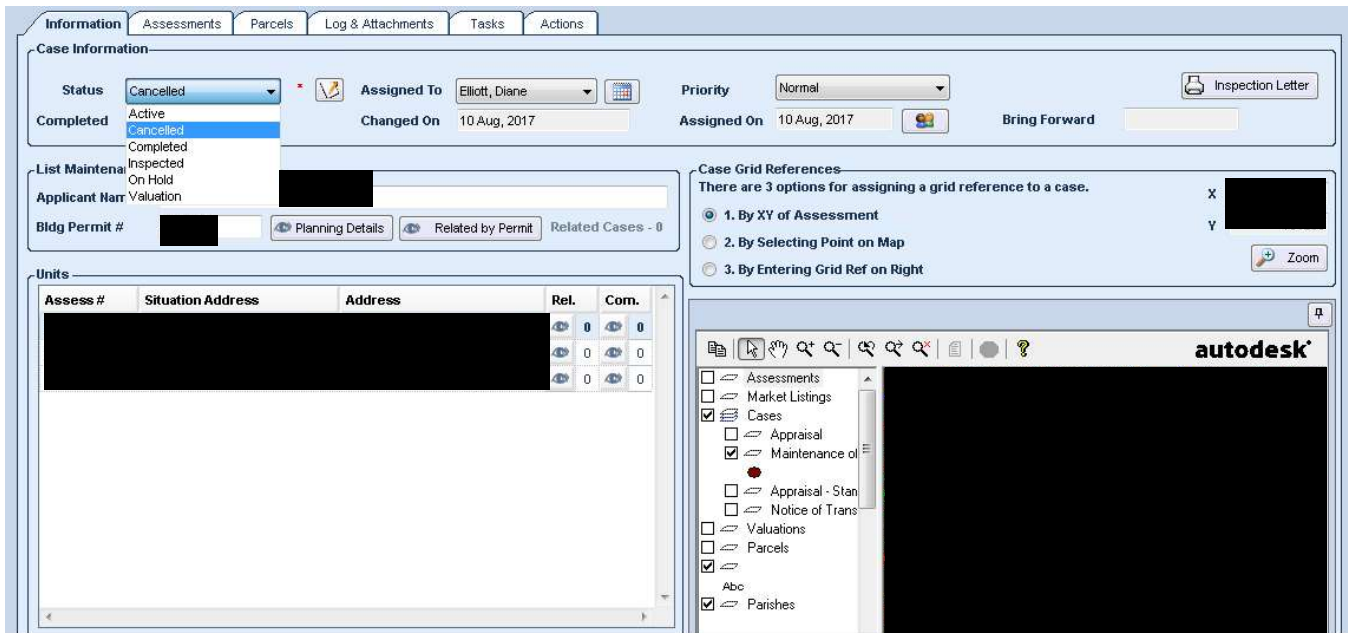 Information Assessments Parcels Log & Attachments Tasks Actions
Case Information
Status Cancelled * Assigned To Elliott, Diane Priority Normal Inspection Letter
Active
Cancelled
Completed
Inspected
On Hold
Valuation
Completed Changed On 10 Aug, 2017 Assigned On 10 Aug, 2017 Bring Forward
List Maintena
Applicant Nam
Bldg Permit # Planning Details Related by Permit Related Cases - 0
Case Grid References
There are 3 options for assigning a grid reference to a case.
1. By XY of Assessment
2. By Selecting Point on Map
3. By Entering Grid Ref on Right
X
Y
Zoom
Units
Assess # Situation Address Address Rel. Com.
0 0
0 0
0 0
autodesk
Assessments
Market Listings
Cases
Appraisal
Maintenance of
Appraisal - Stan
Notice of Trans
Valuations
Parcels
Abc
Parishes